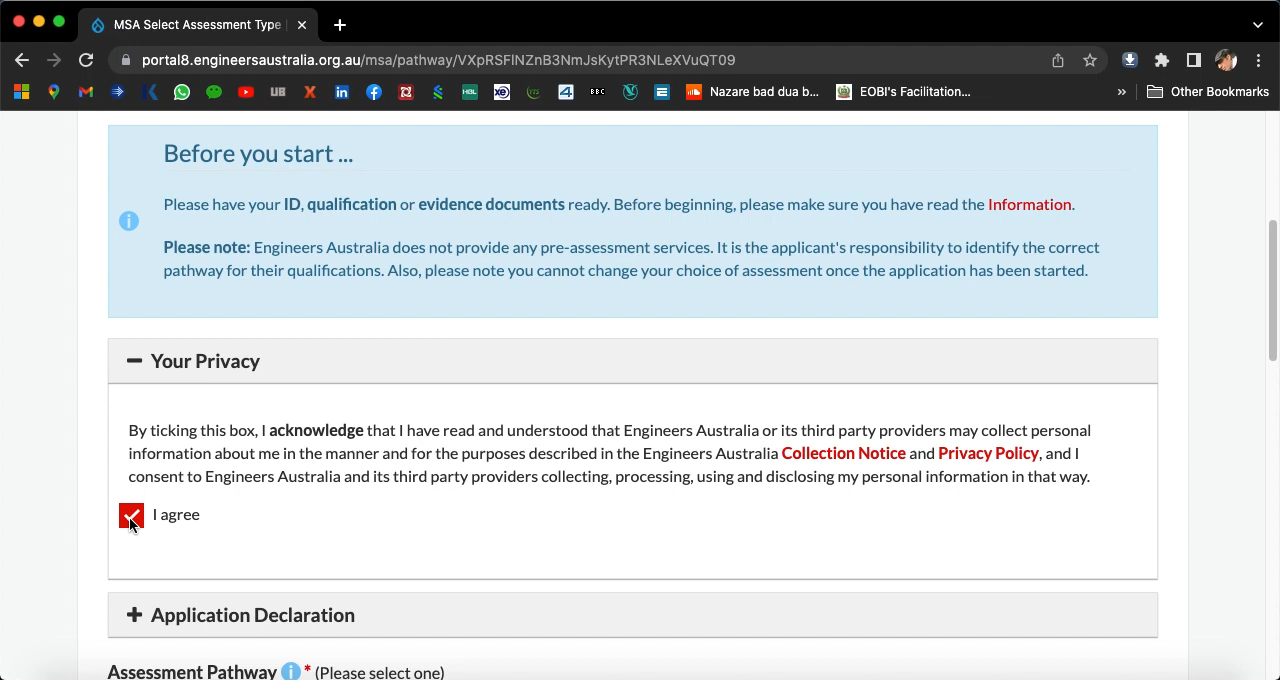 MSA Select Assessment Type
portal8.engineersaustralia.org.au/msa/pathway/VXpRSFlNZnB3NmJsKytPR3NLeXVuQT09
UB
X
in
HBL
xe
4
BBC
Nazare bad dua b...
EOBI's Facilitation...
»
Other Bookmarks
Before you start ...
Please have your ID, qualification or evidence documents ready. Before beginning, please make sure you have read the Information.
Please note: Engineers Australia does not provide any pre-assessment services. It is the applicant's responsibility to identify the correct
pathway for their qualifications. Also, please note you cannot change your choice of assessment once the application has been started.
Your Privacy
By ticking this box, I acknowledge that I have read and understood that Engineers Australia or its third party providers may collect personal
information about me in the manner and for the purposes described in the Engineers Australia Collection Notice and Privacy Policy, and I
consent to Engineers Australia and its third party providers collecting, processing, using and disclosing my personal information in that way.
I agree
Application Declaration
Assessment Pathway i * (Please select one)